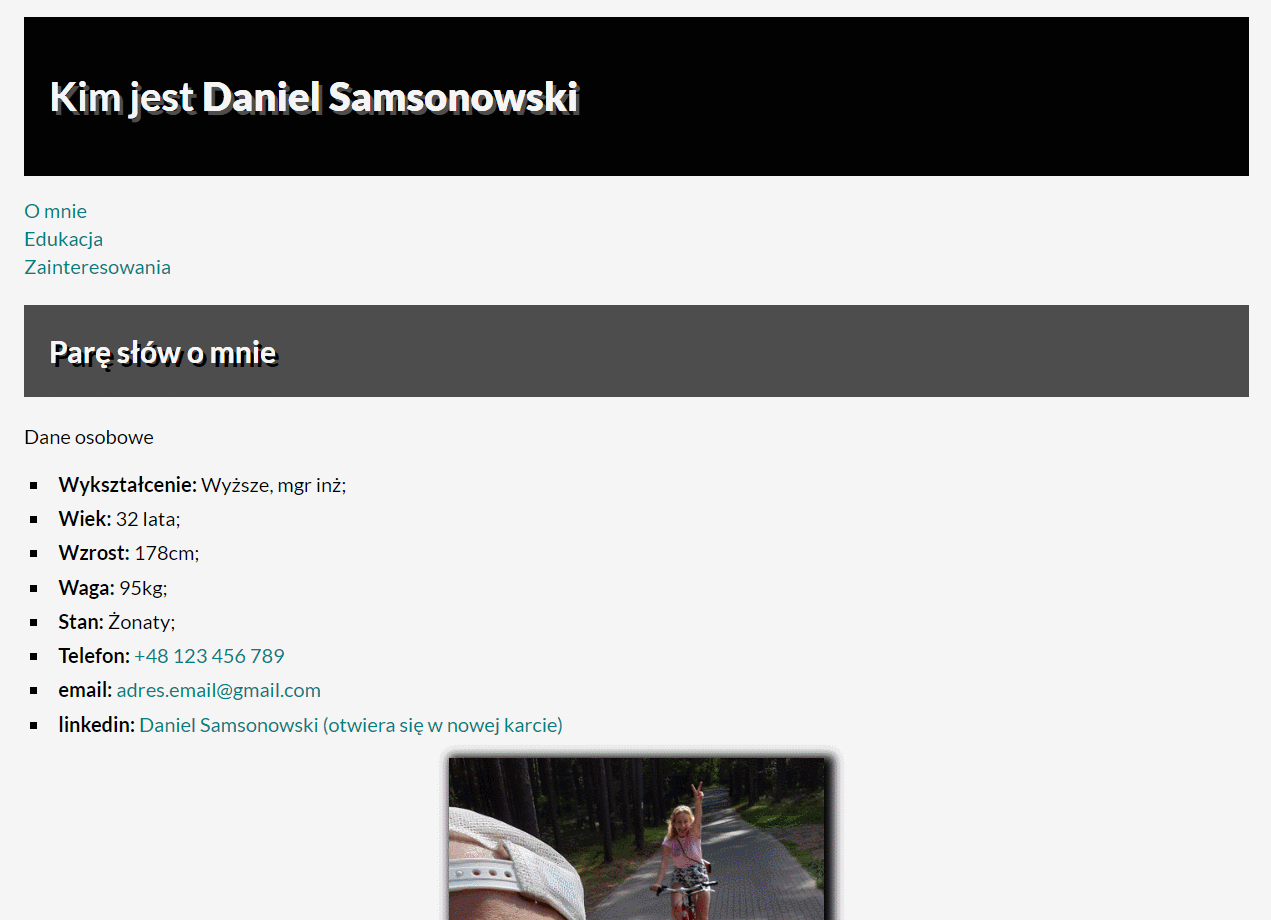 Kim jest Daniel Samsonowski
O mnie
Edukacja
Zainteresowania
Parę słów o mnie
Dane osobowe
Wykształcenie: Wyższe, mgr inż;
Wiek: 32 lata;
Wzrost: 178cm;
Waga: 95kg;
Stan: Żonaty;
Telefon: +48 123 456 789
email: adres.email@gmail.com
linkedin: Daniel Samsonowski (otwiera się w nowej karcie)